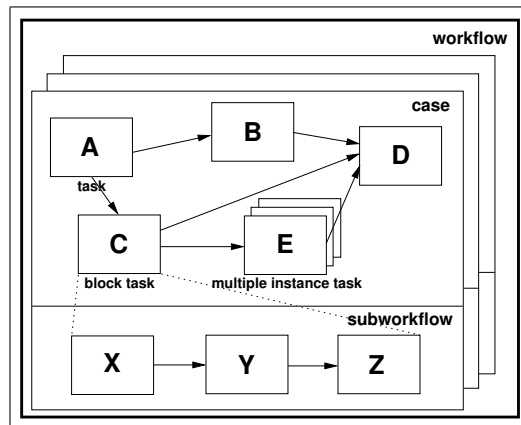 workflow
case
A
B
D
task
C
E
block task
multiple instance task
subworkflow
X
Y
Z